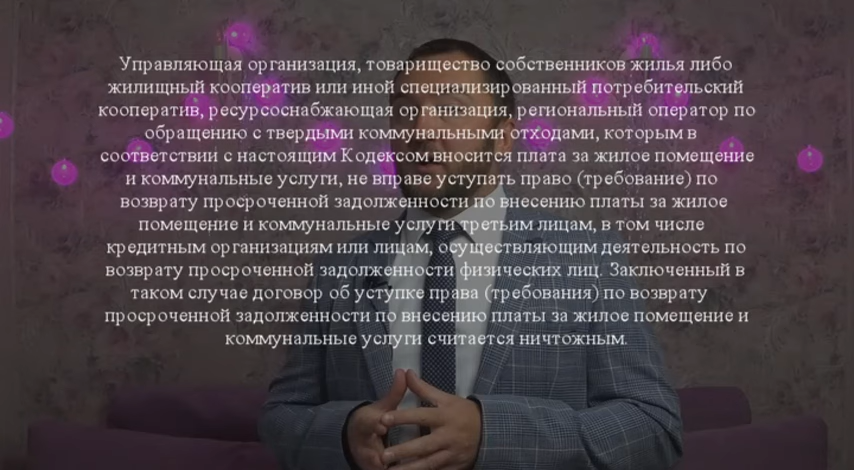 Управляющая организация, товарищество собственников жилья либо
жилищный кооператив или иной специализированный потребительский
кооператив, ресурсоснабжающая организация, региональный оператор по
обращению с твердыми коммунальными отходами, которым в
соответствии с настоящим Кодексом вносится плата за жилое помещение
и коммунальные услуги, не вправе уступать право (требование) по
возврату просроченной задолженности по внесению платы за жилое
помещение и коммунальные услуги третьим лицам, в том числе
кредитным организациям или лицам, осуществляющим деятельность по
возврату просроченной задолженности физических лиц. Заключенный в
таком случае договор об уступке права (требования) по возврату
просроченной задолженности по внесению платы за жилое помещение и
коммунальные услуги считается ничтожным.